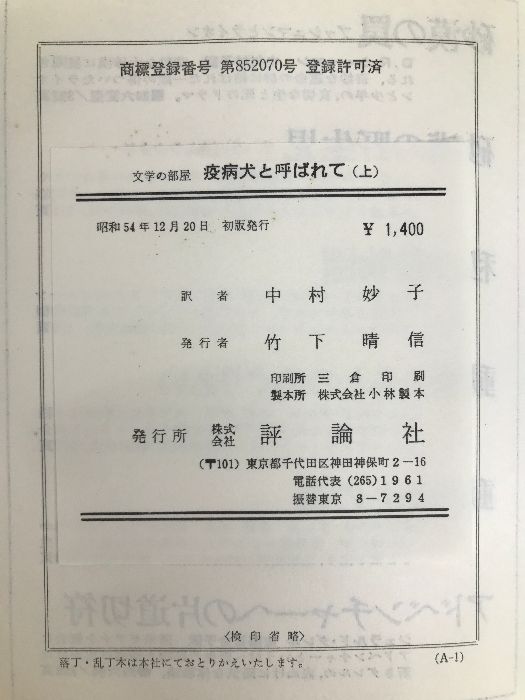 商標登録番号 第852070号 登録許可済
文学の部屋 疫病犬と呼ばれて(上)
昭和54年12月20日 初版発行 ¥1,400
訳者 中村妙子
発行者 竹下晴信
印刷所 三倉印刷
製本所 株式会社小林製本
発行所 株式会社 評論社
(〒101)東京都千代田区神田神保町2-16
電話代表(265)1961
振替東京 8-7294
〈検印省略〉
落丁・乱丁本は本社にておとりかえいたします。 (A-1)